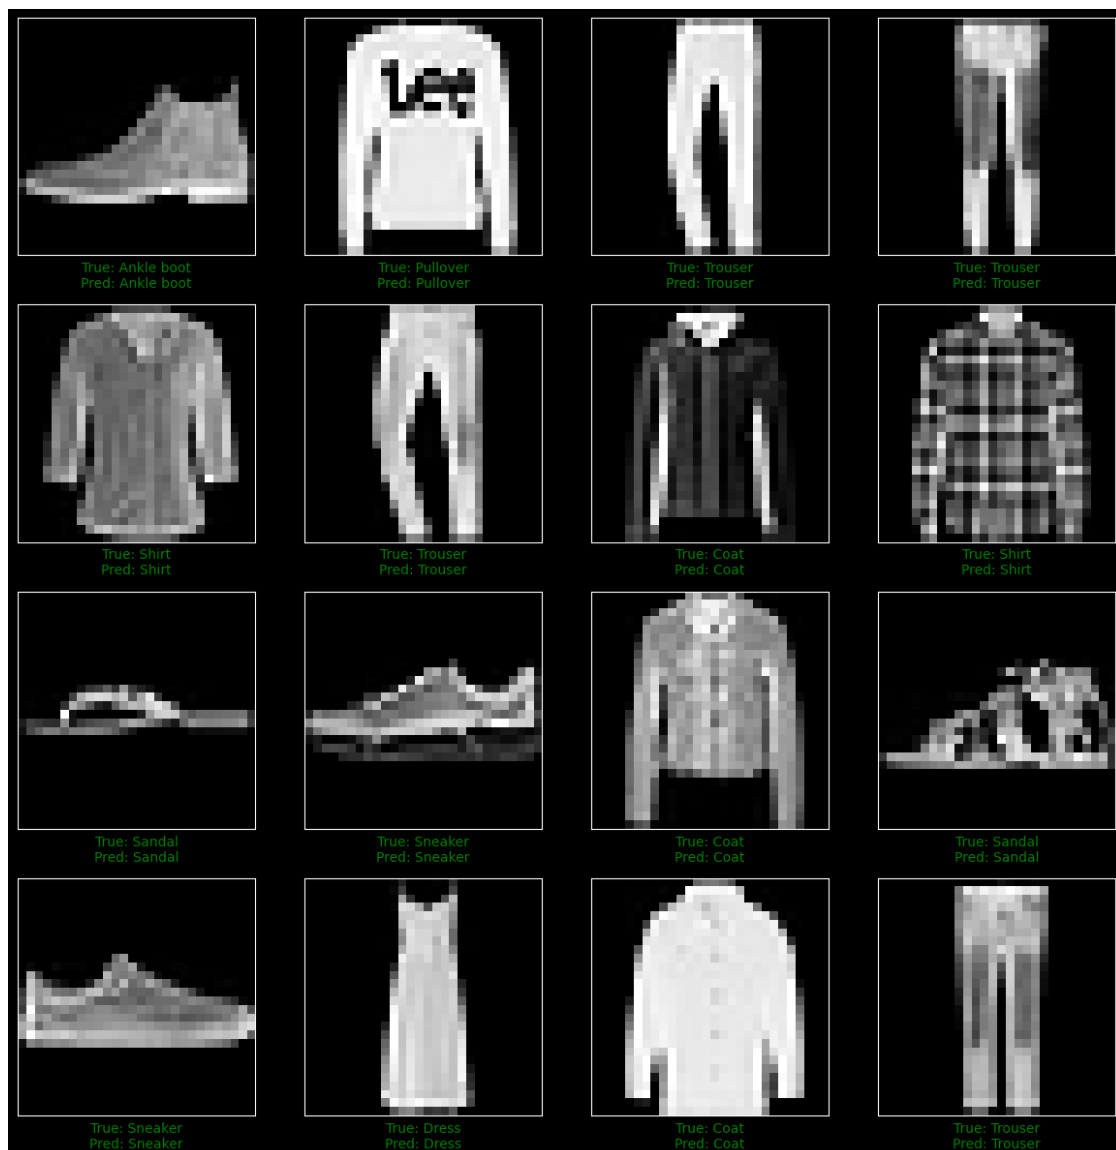 True: Ankle boot
Pred: Ankle boot
True: Pullover
Pred: Pullover
True: Trouser
Pred: Trouser
True: Trouser
Pred: Trouser
True: Shirt
Pred: Shirt
True: Trouser
Pred: Trouser
True: Coat
Pred: Coat
True: Shirt
Pred: Shirt
True: Sandal
Pred: Sandal
True: Sneaker
Pred: Sneaker
True: Coat
Pred: Coat
True: Sandal
Pred: Sandal
True: Sneaker
Pred: Sneaker
True: Dress
Pred: Dress
True: Coat
Pred: Coat
True: Trouser
Pred: Trouser